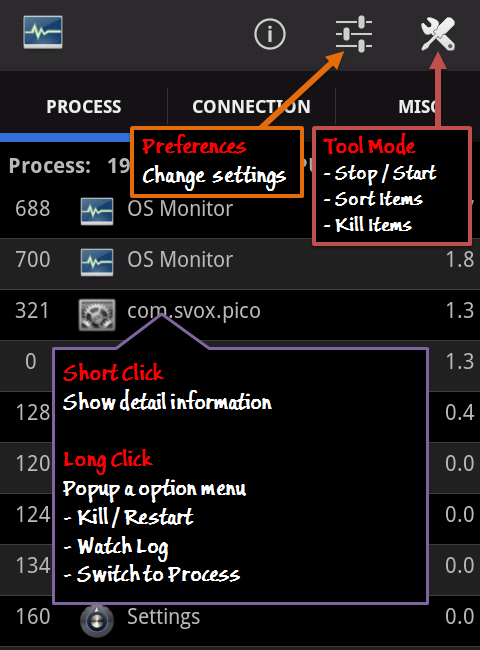 PROCESS CONNECTION MISC
Preferences
Change settings
Tool Mode
- Stop / Start
- Sort Items
- Kill Items
Process: 19
688 OS Monitor
700 OS Monitor 1.8
321 com.svox.pico 1.3
0 1.3
Short Click
Show detail information
128 0.4
Long Click
120 0.0
Popup a option menu
- Kill / Restart
124 0.0
- Watch Log
134 0.0
- Switch to Process
160 Settings 0.0